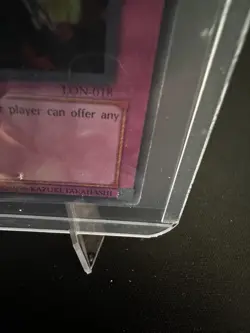 LON-018
player can offer any
KAZUKI TAKAHASHI